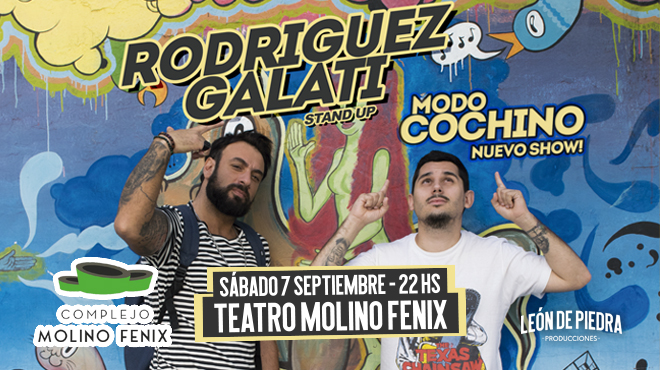 RODRIGUEZ
GALATI
STAND UP
MODO
COCHINO
NUEVO SHOW!
SÁBADO 7 SEPTIEMBRE - 22 HS
TEATRO MOLINO FENIX
COMPLEJO
MOLINO FENIX
LEÓN DE PIEDRA
-PRODUCCIONES-
TEXAS
CHAINSAW